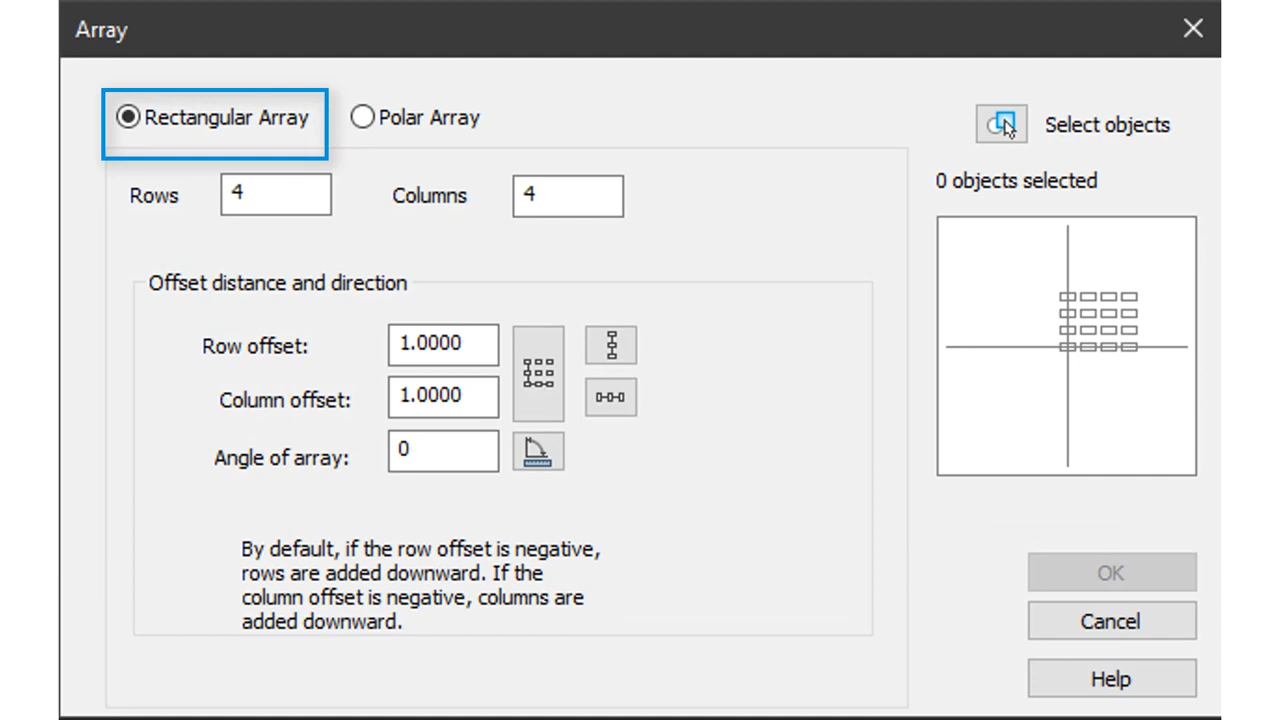 Array
Rectangular Array
Polar Array
Select objects
0 objects selected
Rows
4
Columns
4
Offset distance and direction
Row offset:
1.0000
Column offset:
1.0000
Angle of array:
0
By default, if the row offset is negative,
rows are added downward. If the
column offset is negative, columns are
added downward.
OK
Cancel
Help